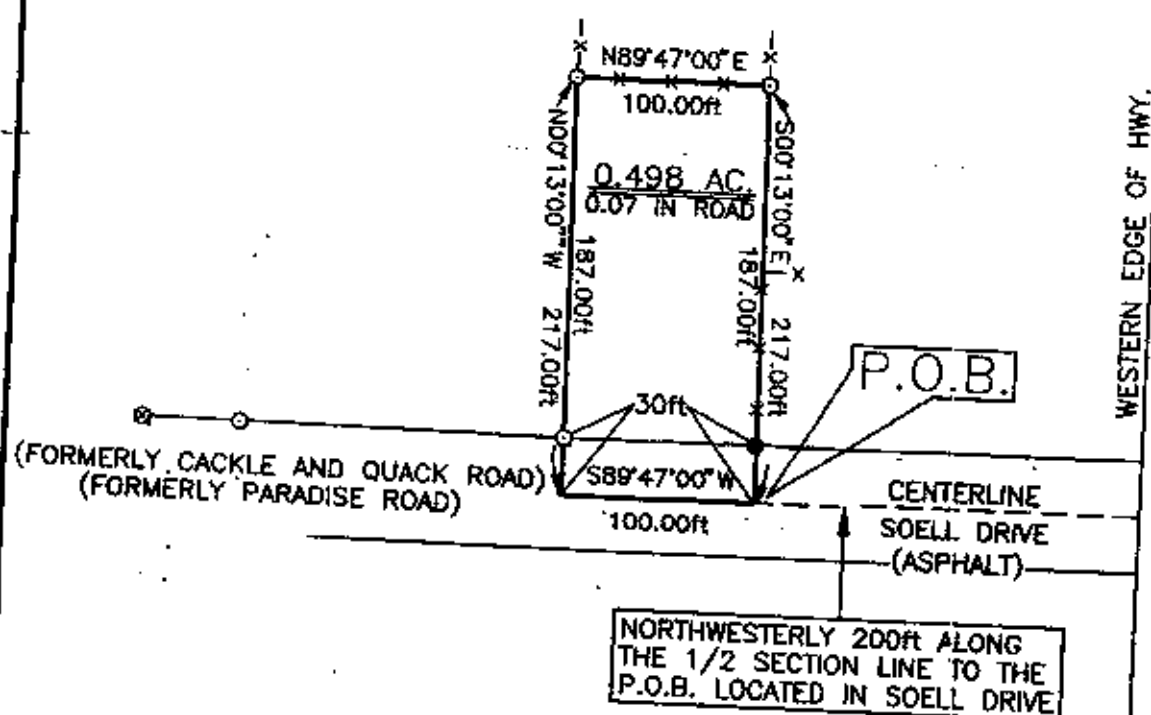 N89°47'00"E
100.00ft
N00°13'00"W
187.00ft
217.00ft
0.498 AC.
0.07 IN ROAD
S00°13'00"E
187.00ft
217.00ft
WESTERN EDGE OF HWY.
P.O.B.
30ft
(FORMERLY CACKLE AND QUACK ROAD)
(FORMERLY PARADISE ROAD)
S89°47'00"W
100.00ft
CENTERLINE
SOELL DRIVE
(ASPHALT)
NORTHWESTERLY 200ft ALONG
THE 1/2 SECTION LINE TO THE
P.O.B. LOCATED IN SOELL DRIVE